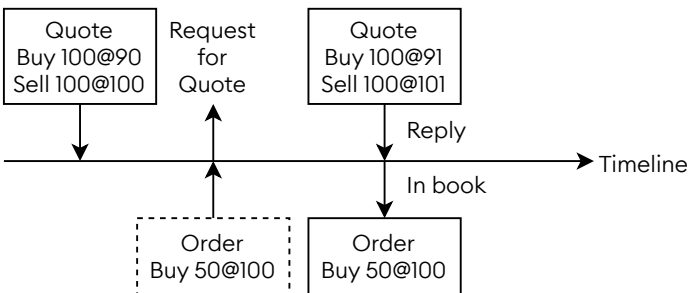 Quote
Buy 100@90
Sell 100@100
Request
for
Quote
Quote
Buy 100@91
Sell 100@101
Reply
Timeline
In book
Order
Buy 50@100
Order
Buy 50@100